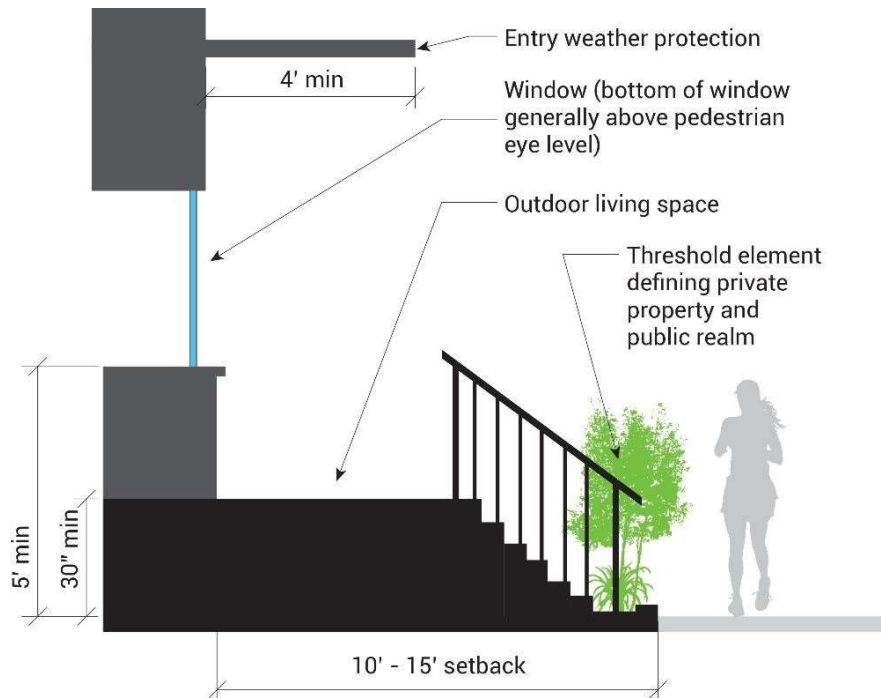 Entry weather protection
4' min
Window (bottom of window
generally above pedestrian
eye level)
Outdoor living space
Threshold element
defining private
property and
public realm
5' min
30" min
10' - 15' setback